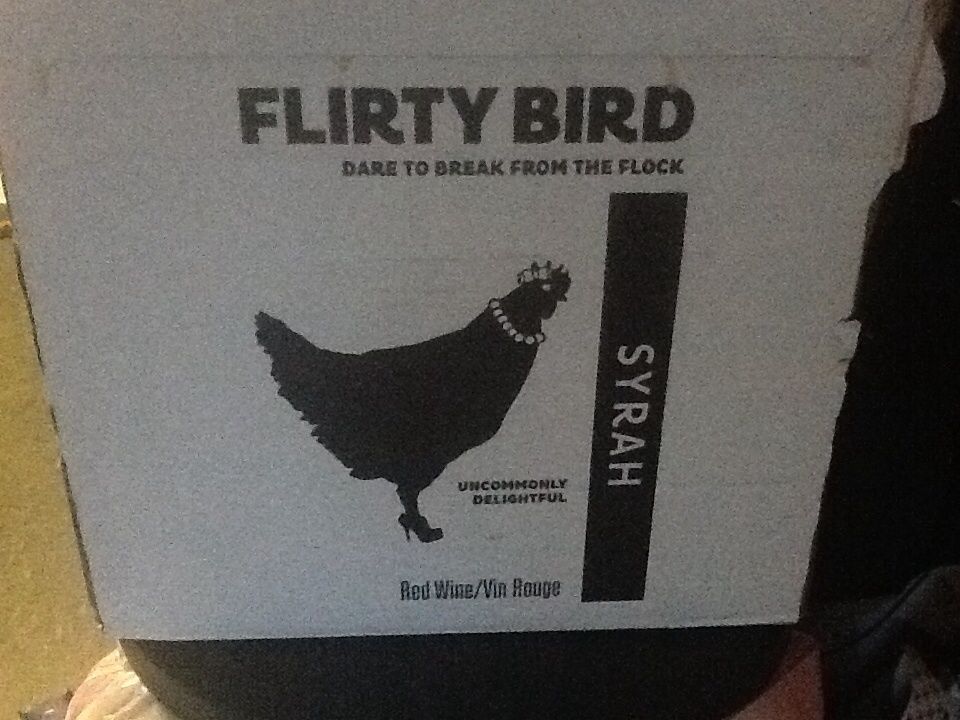 FLIRTY BIRD
DARE TO BREAK FROM THE FLOCK
SYRAH
UNCOMMONLY
DELIGHTFUL
Red Wine/Vin Rouge